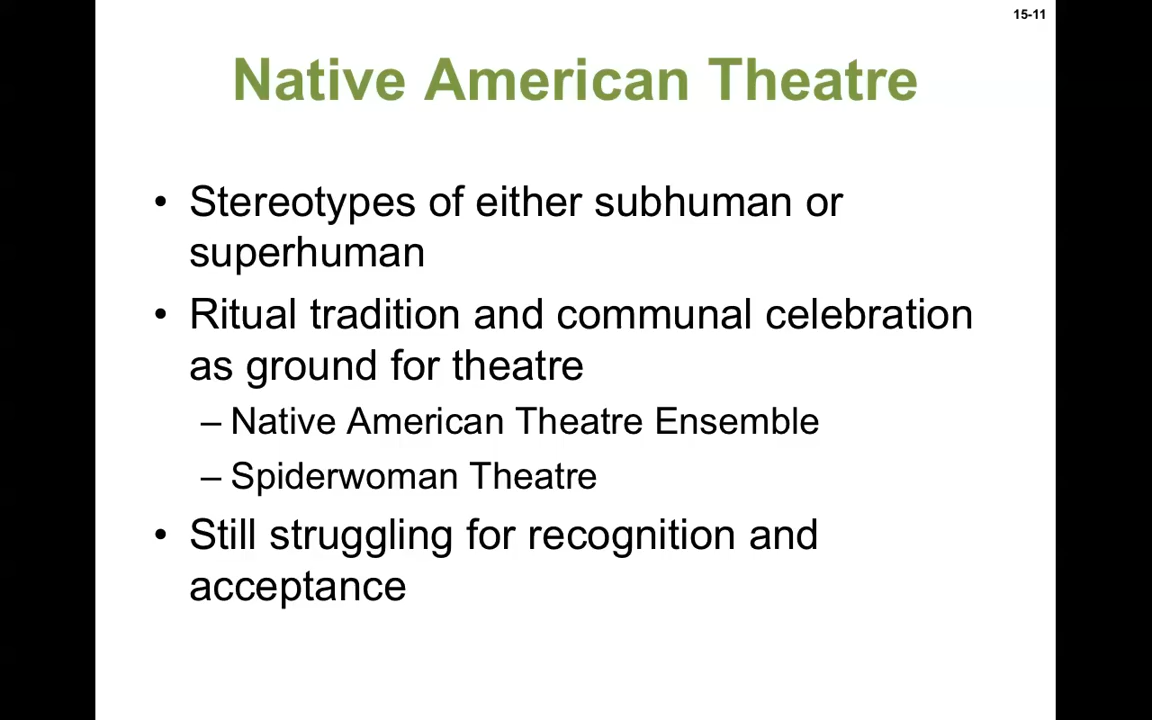 15-11
Native American Theatre
• Stereotypes of either subhuman or
superhuman
• Ritual tradition and communal celebration
as ground for theatre
– Native American Theatre Ensemble
– Spiderwoman Theatre
• Still struggling for recognition and
acceptance